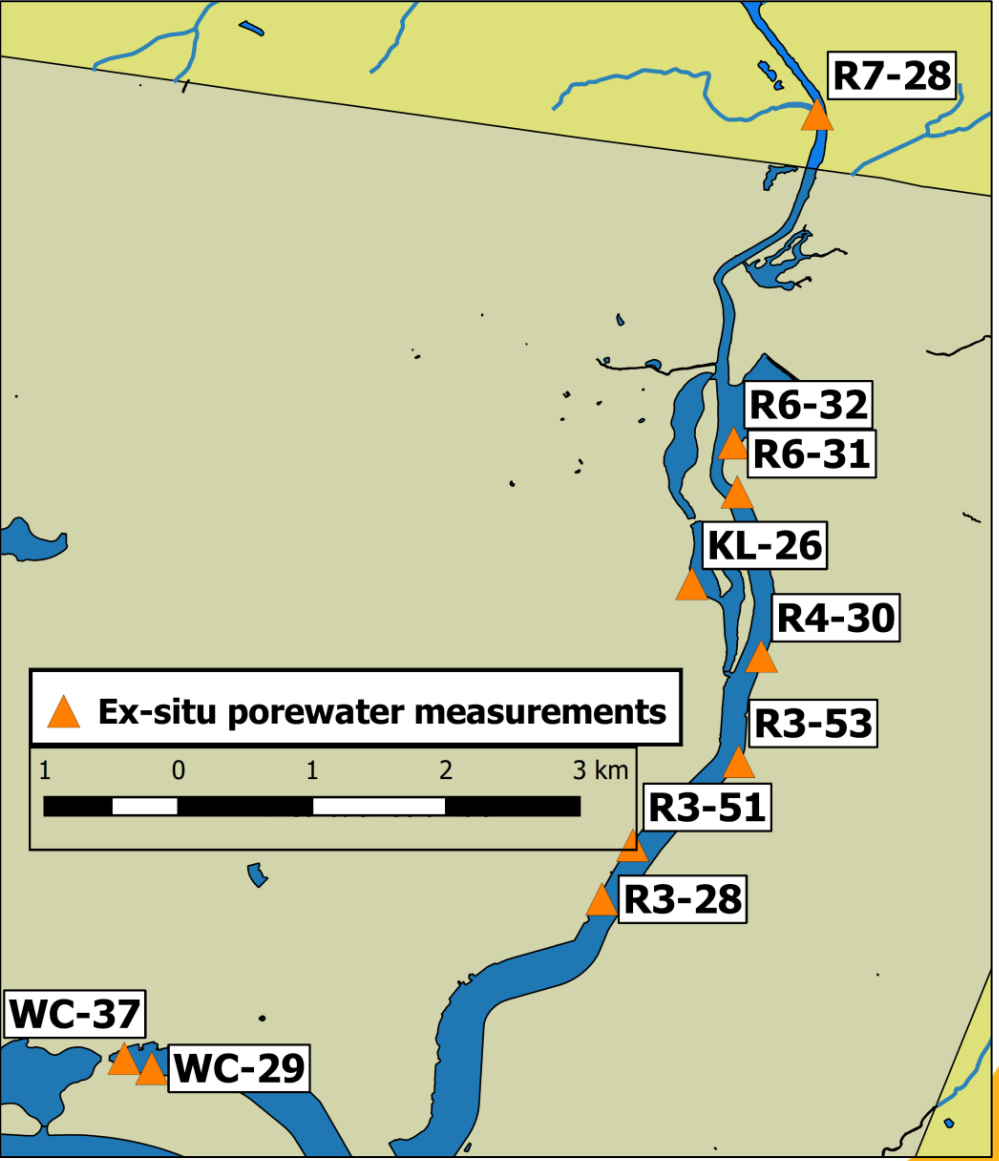 R7-28
R6-32
R6-31
KL-26
R4-30
Ex-situ porewater measurements
R3-53
1 0 1 2 3 km
R3-51
R3-28
WC-37
WC-29